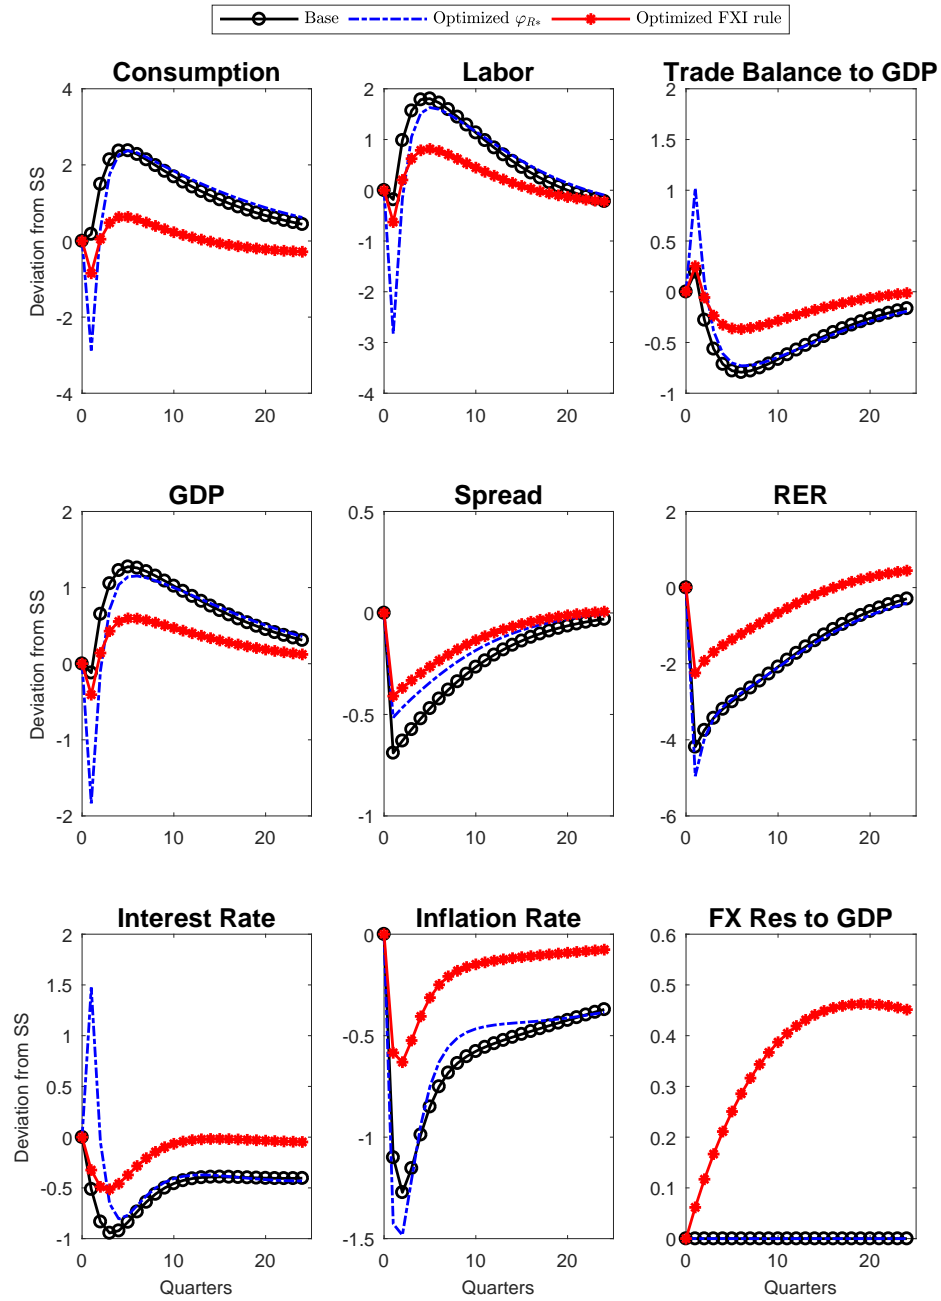 Base Optimized φR* Optimized FXI rule
Consumption Labor Trade Balance to GDP
Deviation from SS
4
2
0
-2
-4
0 10 20
2
1
0
-1
-2
-3
-4
0 10 20
2
1.5
1
0.5
0
-0.5
-1
0 10 20
GDP Spread RER
Deviation from SS
2
1
0
-1
-2
0 10 20
0.5
0
-0.5
-1
0 10 20
2
0
-2
-4
-6
0 10 20
Interest Rate Inflation Rate FX Res to GDP
Deviation from SS
2
1.5
1
0.5
0
-0.5
-1
0 10 20
Quarters
0
-0.5
-1
-1.5
0 10 20
Quarters
0.6
0.5
0.4
0.3
0.2
0.1
0
0 10 20
Quarters